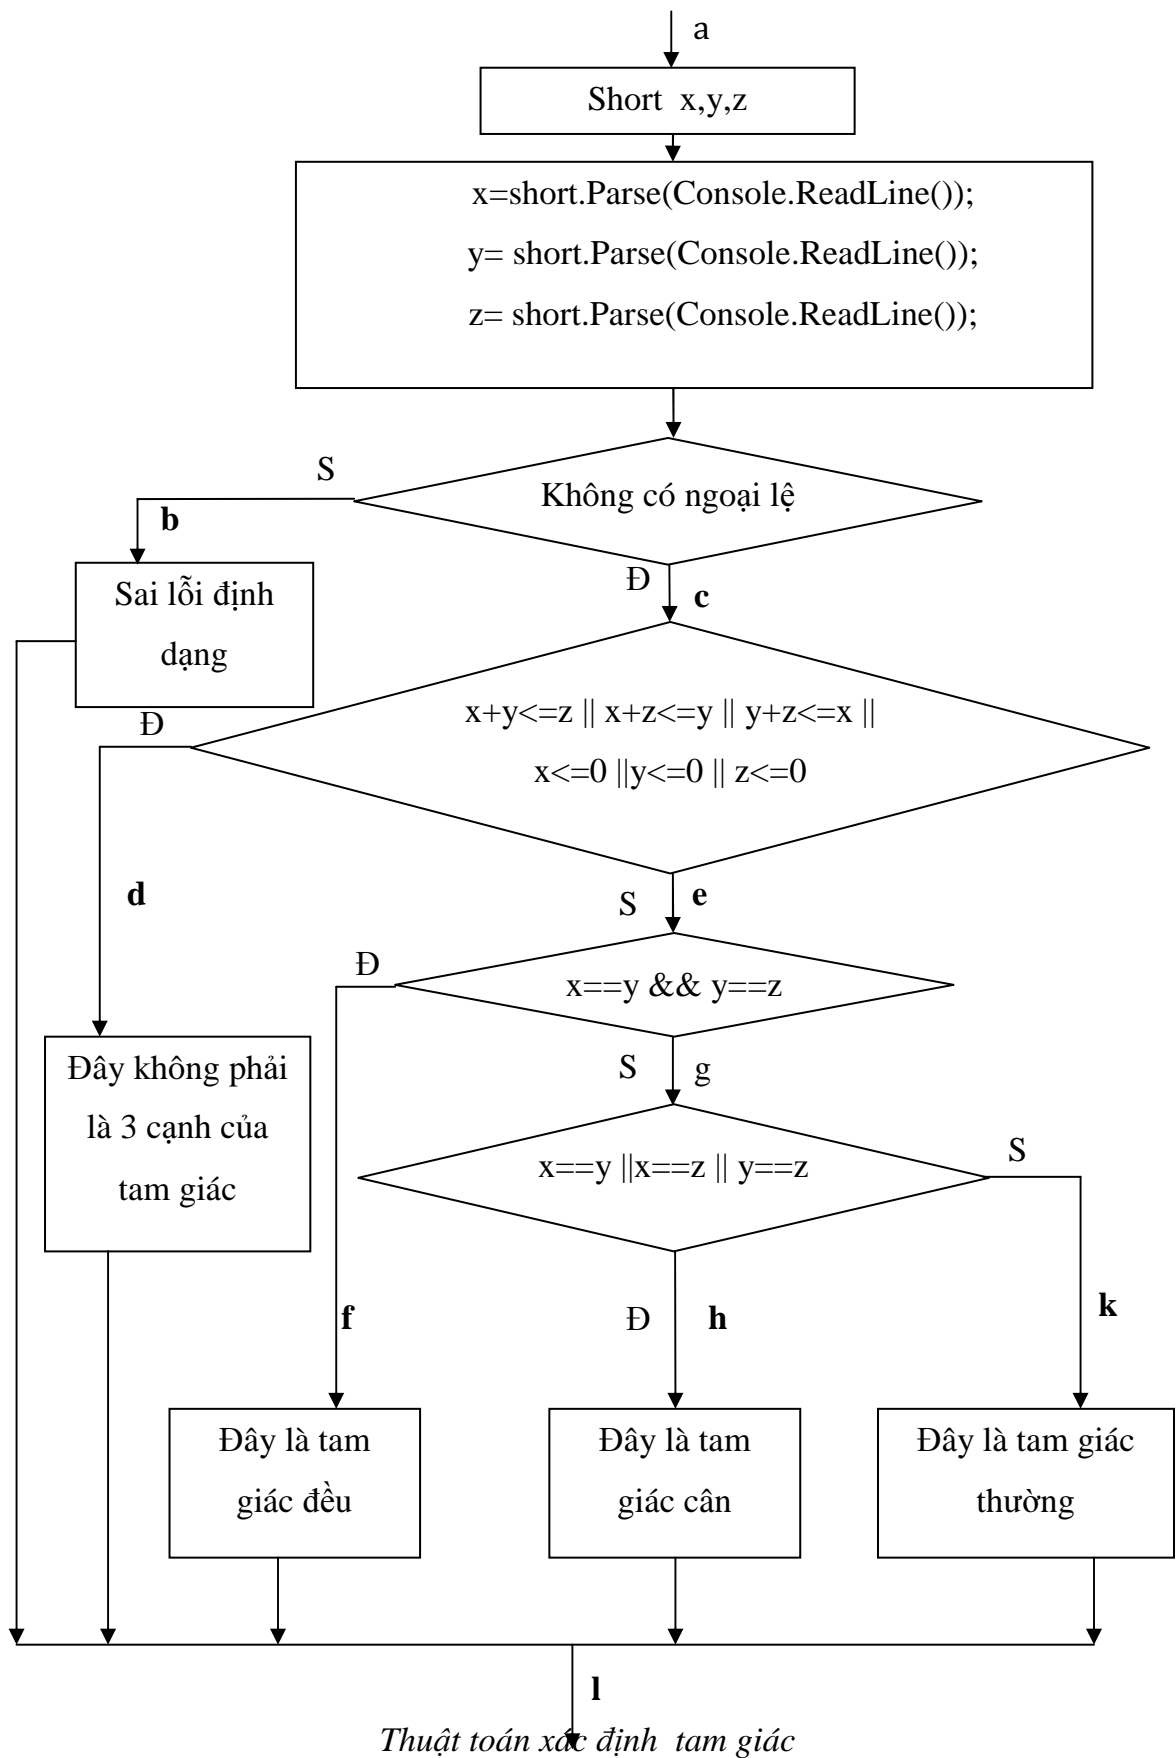 a
Short x,y,z
x=short.Parse(Console.ReadLine());
y= short.Parse(Console.ReadLine());
z= short.Parse(Console.ReadLine());
S
Không có ngoại lệ
b
Đ
c
Sai lỗi định
dạng
Đ
x+y<=z || x+z<=y || y+z<=x ||
x<=0 ||y<=0 || z<=0
d
S
e
Đ
x==y && y==z
S
g
Đây không phải
là 3 cạnh của
tam giác
x==y ||x==z || y==z
S
f
Đ
h
k
Đây là tam
giác đều
Đây là tam
giác cân
Đây là tam giác
thường
l
Thuật toán xác định tam giác